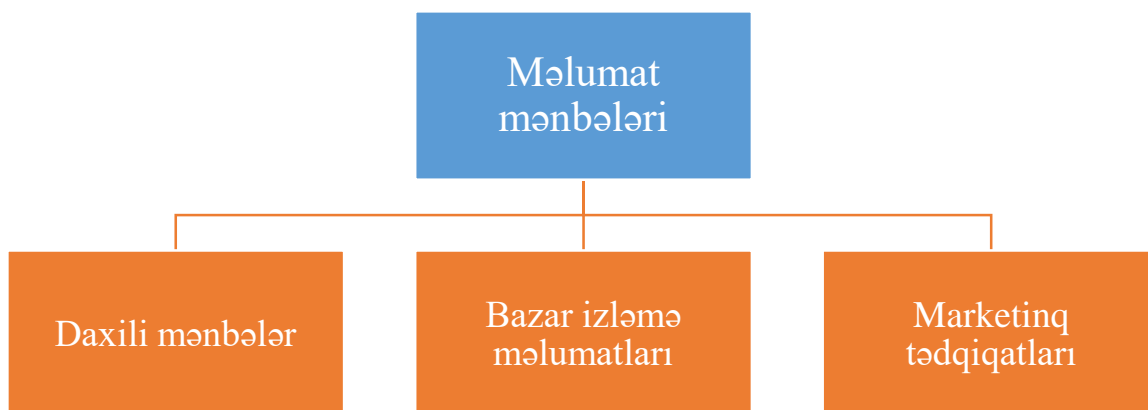 Məlumat
mənbələri
Daxili mənbələr
Bazar izləmə
məlumatları
Marketinq
tədqiqatları